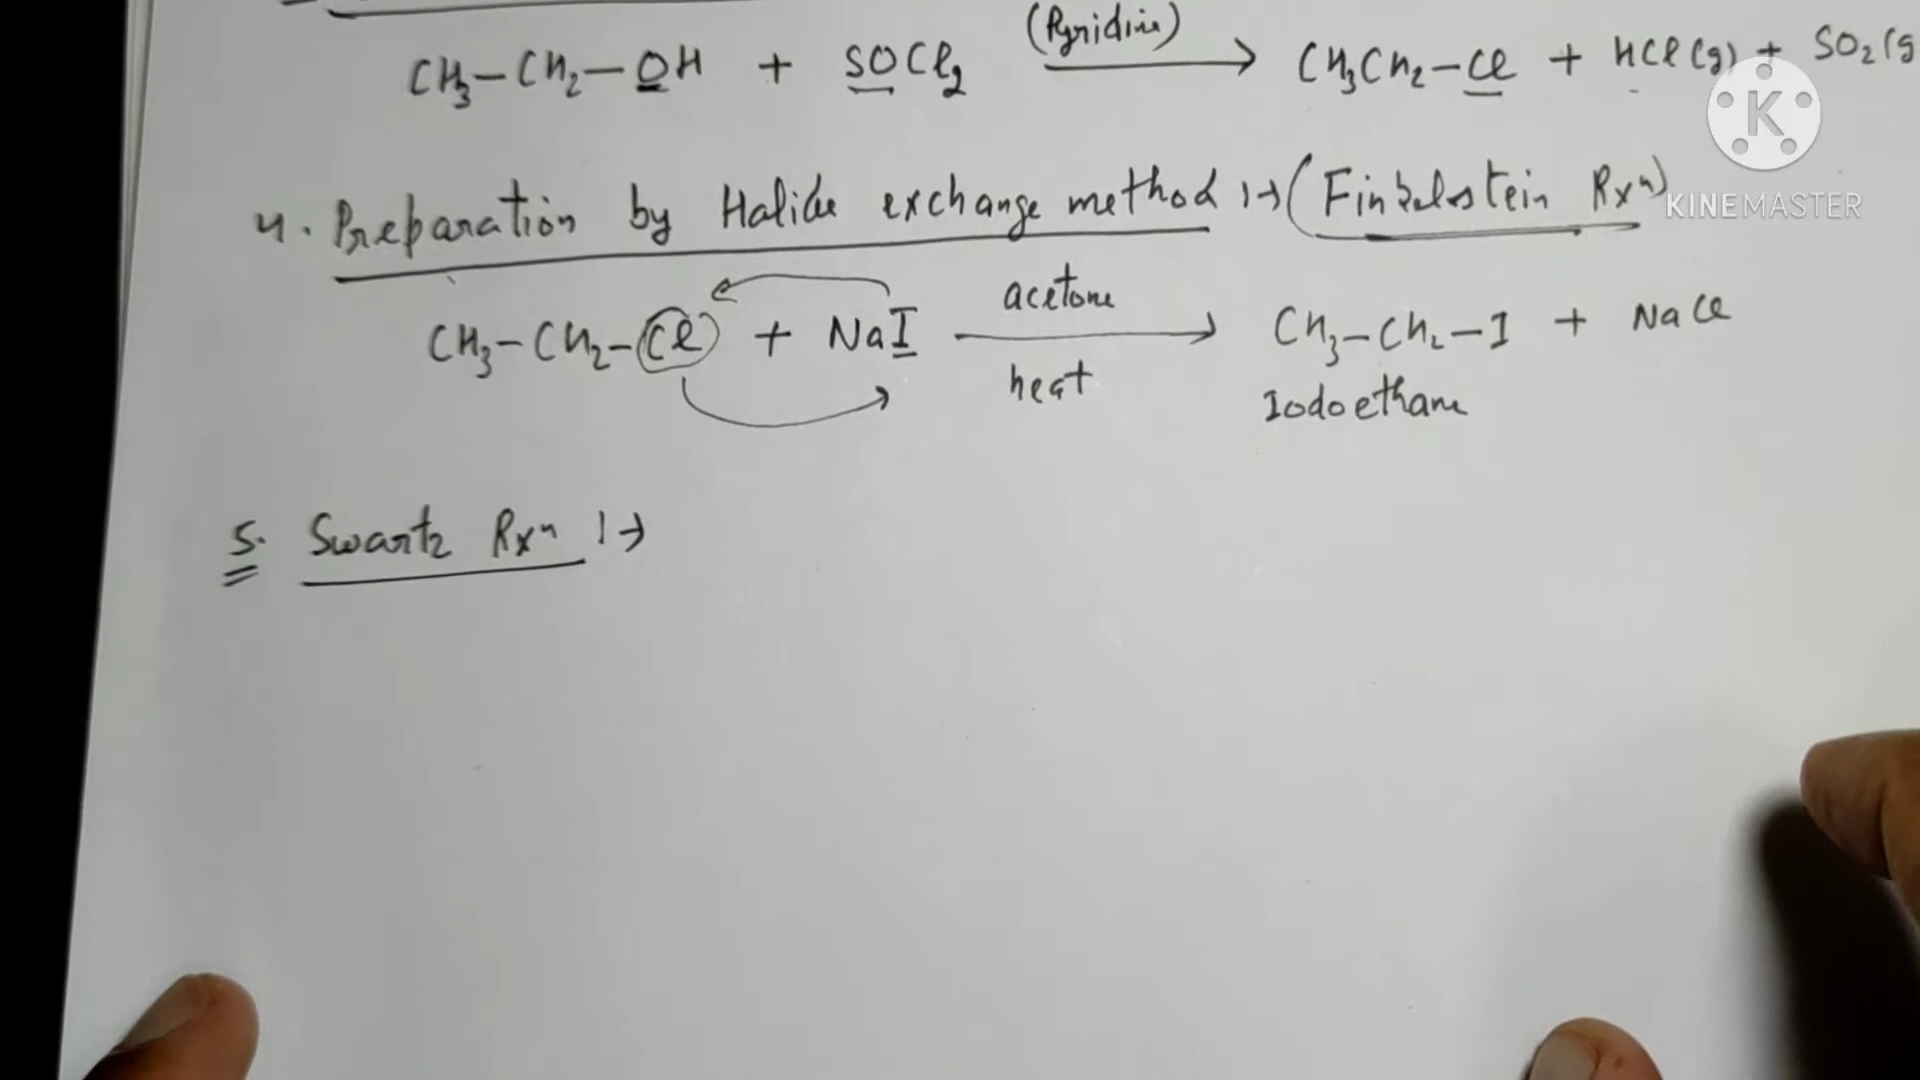 (Pyridine)
CH3-CH2-OH + SOCl2 → CH3CH2-Cl + HCl(g) + SO2(g
4. Preparation by Halide exchange method :→ (Finkelstein Rxn)
KINEMASTER
acetone
CH3-CH2-Cl + NaI → CH3-CH2-I + NaCl
heat
Iodoethane
5. Swartz Rxn :→